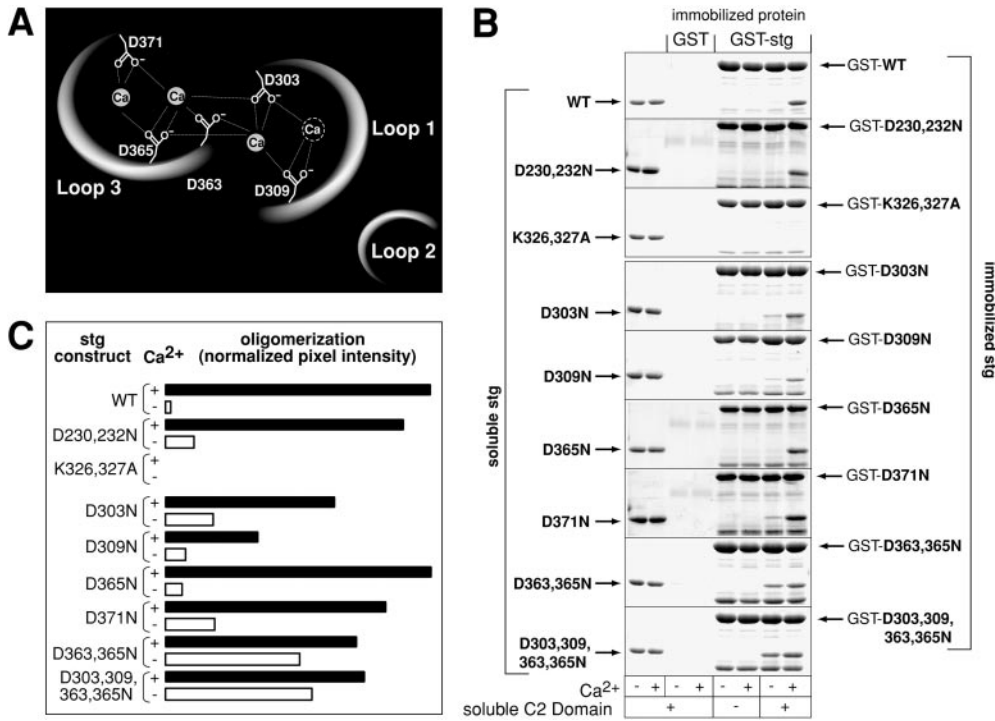 A
D371
Ca
Ca
D303
Ca
Ca
Loop 1
D365
D363
D309
Loop 3
Loop 2
B
immobilized protein
GST
GST-stg
GST-WT
WT
GST-D230,232N
D230,232N
GST-K326,327A
K326,327A
GST-D303N
D303N
GST-D309N
D309N
GST-D365N
D365N
GST-D371N
D371N
GST-D363,365N
D363,365N
GST-D303,309,
363,365N
D303,309,
363,365N
soluble stg
immobilized stg
Ca2+ - + - + - + - +
soluble C2 Domain + - +
C
stg construct
Ca2+
oligomerization
(normalized pixel intensity)
WT + -
D230,232N + -
K326,327A + -
D303N + -
D309N + -
D365N + -
D371N + -
D363,365N + -
D303,309,
363,365N + -